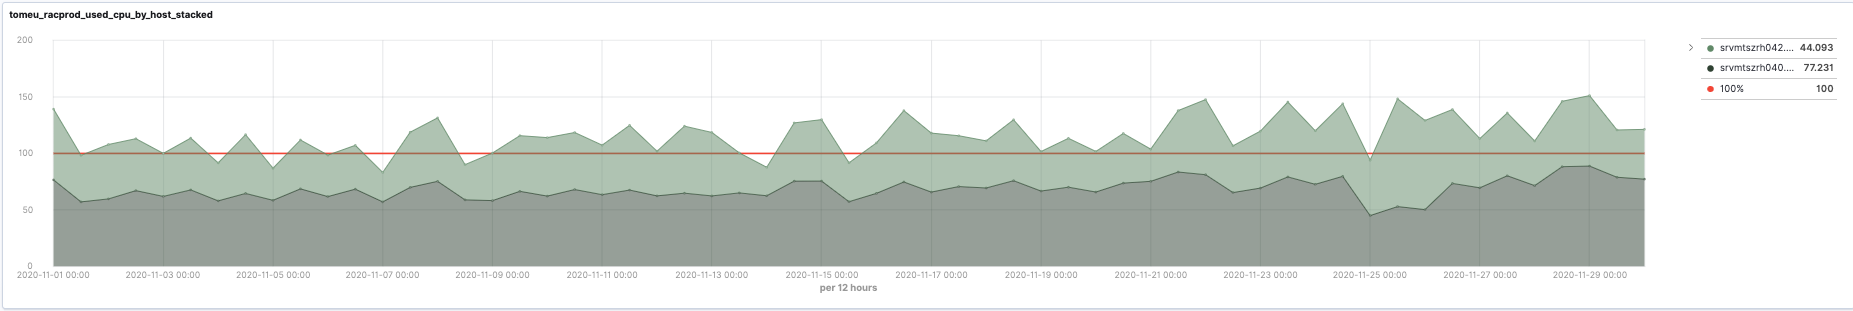 tomeu_racprod_used_cpu_by_host_stacked
200
150
100
50
0
2020-11-01 00:00 2020-11-03 00:00 2020-11-05 00:00 2020-11-07 00:00 2020-11-09 00:00 2020-11-11 00:00 2020-11-13 00:00 2020-11-15 00:00 2020-11-17 00:00 2020-11-19 00:00 2020-11-21 00:00 2020-11-23 00:00 2020-11-25 00:00 2020-11-27 00:00 2020-11-29 00:00
per 12 hours
srvmtszrh042.... 44.093
srvmtszrh040.... 77.231
100% 100